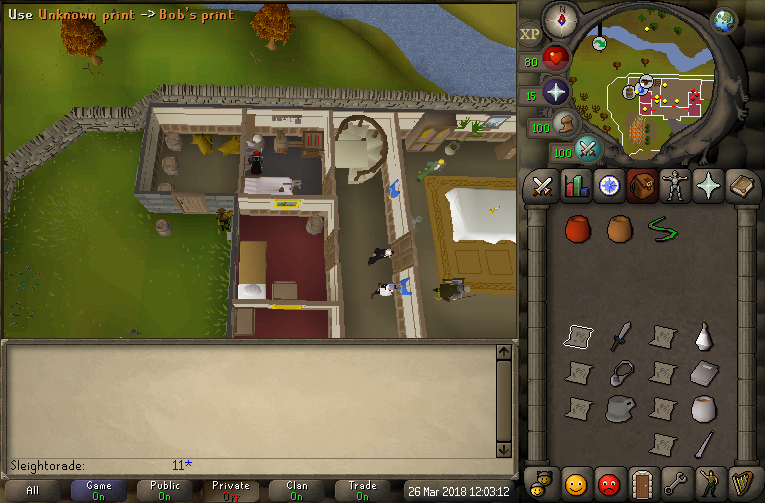 Use Unknown print -> Bob's print
XP
80
15
100
100
Sleightorade: 11*
All
Game
On
Public
On
Private
Off
Clan
On
Trade
On
26 Mar 2018 12:03:12